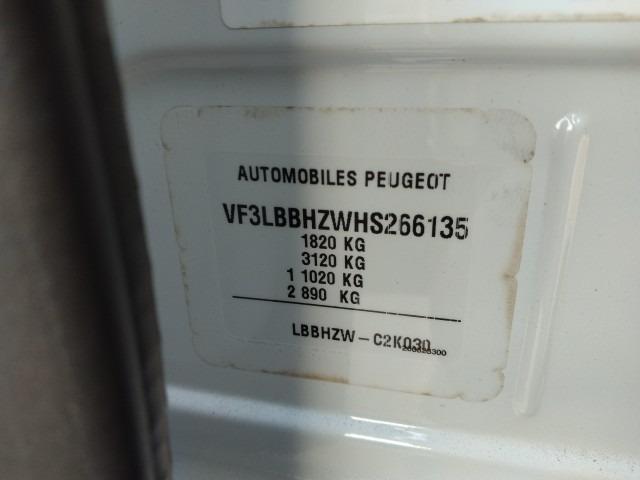 AUTOMOBILES PEUGEOT
VF3LBBHZWHS266135
1820 KG
3120 KG
1 1020 KG
2 890 KG
LBBHZW - C2K030